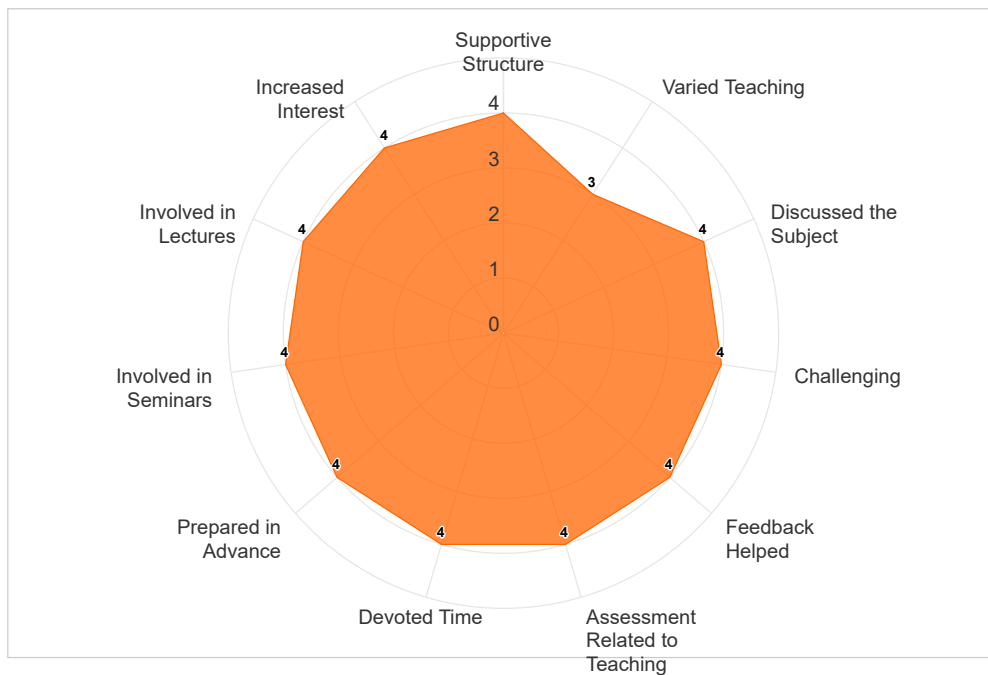 Supportive
Structure
Increased
Interest
Varied Teaching
4
4
3
3
Involved in
Lectures
Discussed the
Subject
4
2
4
1
0
Involved in
Seminars
4
4
Challenging
Prepared in
Advance
4
4
Feedback
Helped
4
4
Devoted Time
Assessment
Related to
Teaching